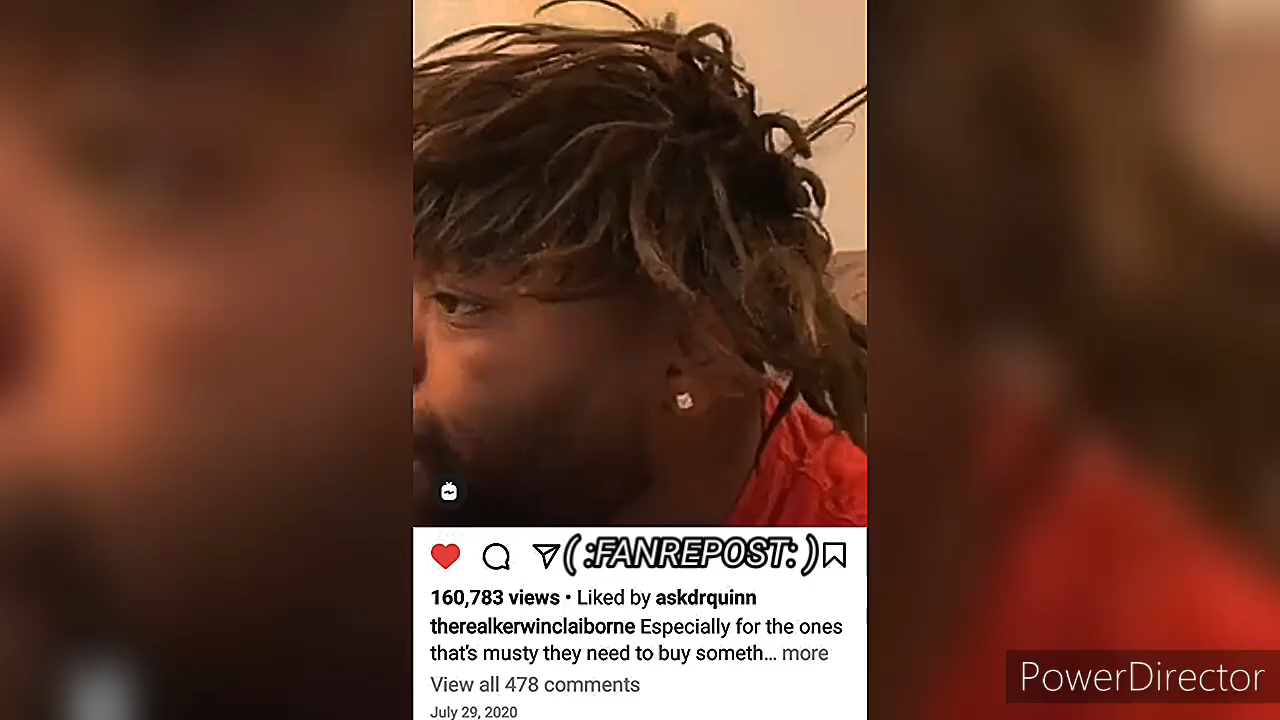 (:FANREPOST:)
160,783 views • Liked by askdrquinn
therealkerwinclaiborne Especially for the ones
that's musty they need to buy someth... more
View all 478 comments
July 29, 2020
PowerDirector